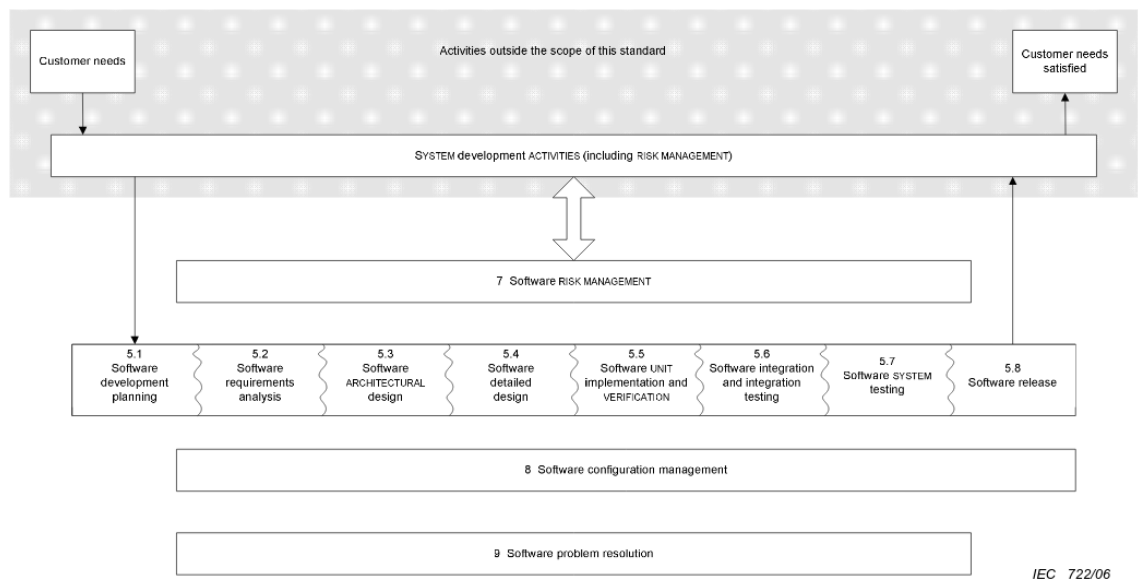 Customer needs
Activities outside the scope of this standard
Customer needs
satisfied
SYSTEM development ACTIVITIES (including RISK MANAGEMENT)
7 Software RISK MANAGEMENT
5.1
Software
development
planning
5.2
Software
requirements
analysis
5.3
Software
ARCHITECTURAL
design
5.4
Software
detailed
design
5.5
Software UNIT
implementation and
VERIFICATION
5.6
Software integration
and integration
testing
5.7
Software SYSTEM
testing
5.8
Software release
8 Software configuration management
9 Software problem resolution
IEC 722/06